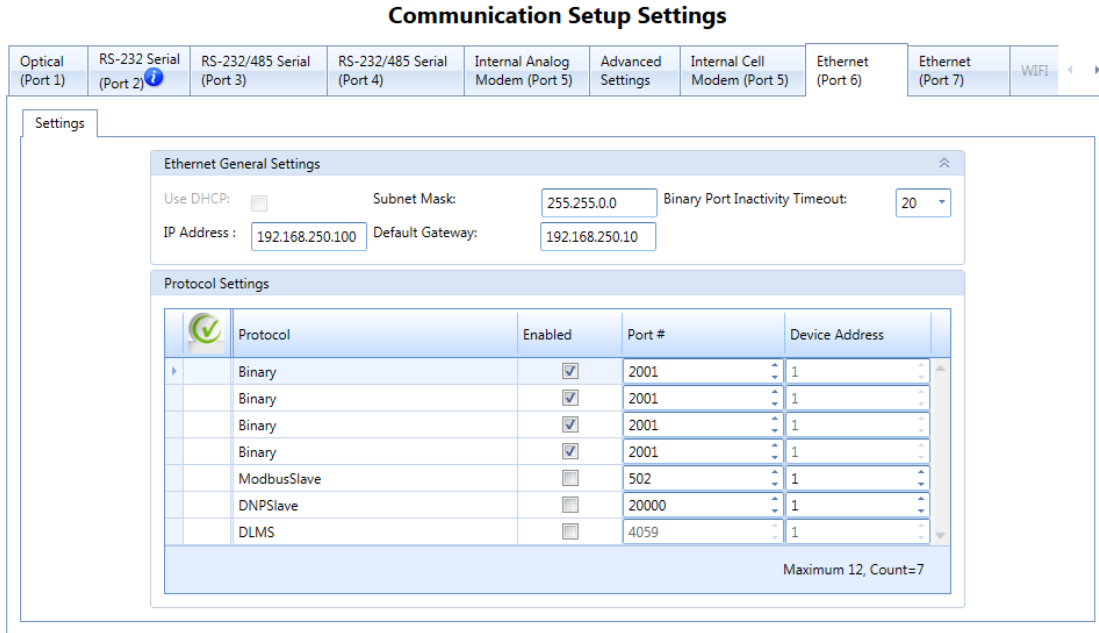 Communication Setup Settings
Optical (Port 1)
RS-232 Serial (Port 2)
RS-232/485 Serial (Port 3)
RS-232/485 Serial (Port 4)
Internal Analog Modem (Port 5)
Advanced Settings
Internal Cell Modem (Port 5)
Ethernet (Port 6)
Ethernet (Port 7)
WIFI
Settings
Ethernet General Settings
Use DHCP: Subnet Mask: 255.255.0.0 Binary Port Inactivity Timeout: 20
IP Address : 192.168.250.100 Default Gateway: 192.168.250.10
Protocol Settings
Protocol Enabled Port # Device Address
Binary 2001 1
Binary 2001 1
Binary 2001 1
Binary 2001 1
ModbusSlave 502 1
DNPSlave 20000 1
DLMS 4059 1
Maximum 12, Count=7